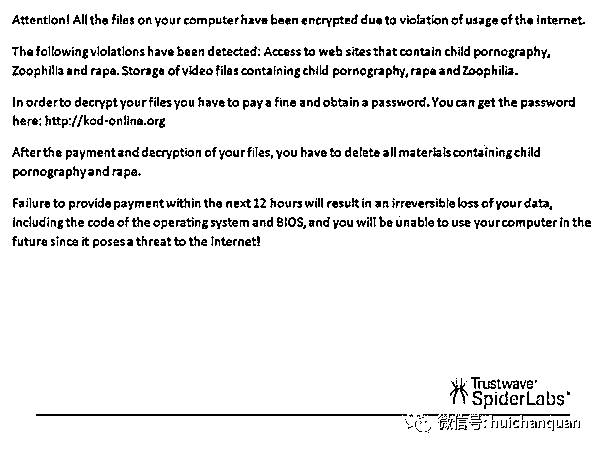 Attention! All the files on your computer have been encrypted due to violation of usage of the internet.
The following violations have been detected: Access to web sites that contain child pornography,
Zoophilia and rape. Storage of video files containing child pornography, rape and Zoophilia.
In order to decrypt your files you have to pay a fine and obtain a password. You can get the password
here: http://kod-online.org
After the payment and decryption of your files, you have to delete all materials containing child
pornography and rape.
Failure to provide payment within the next 12 hours will result in an irreversible loss of your data,
including the code of the operating system and BIOS, and you will be unable to use your computer in the
future since it poses a threat to the Internet!
Trustwave®
SpiderLabs®
微信号: huichanquan